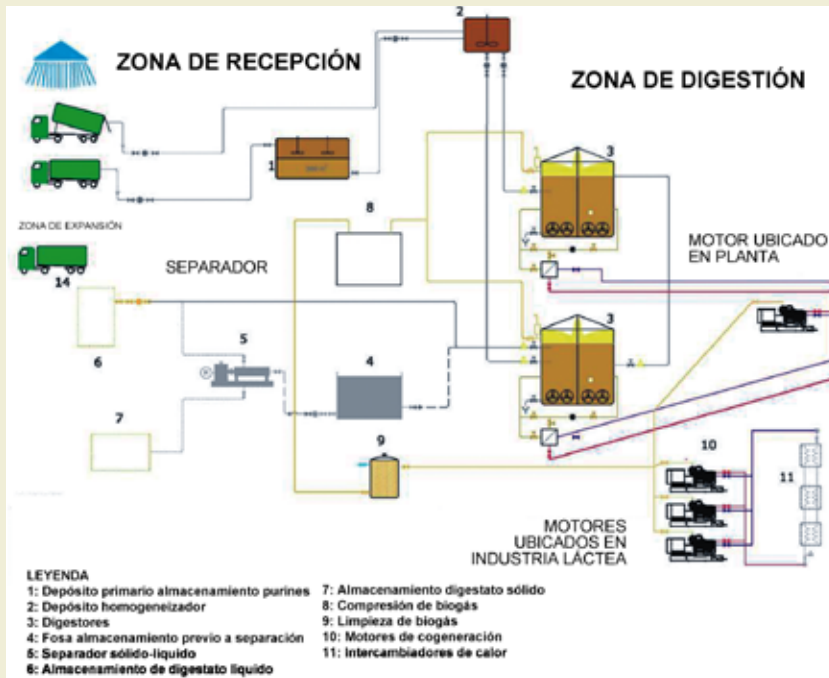 2
ZONA DE RECEPCIÓN
ZONA DE DIGESTIÓN
1
3
8
ZONA DE EXPANSIÓN
SEPARADOR
MOTOR UBICADO
EN PLANTA
14
6
5
4
3
7
9
10
11
MOTORES
UBICADOS EN
INDUSTRIA LÁCTEA
LEYENDA
1: Depósito primario almacenamiento purines
2: Depósito homogeneizador
3: Digestores
4: Fosa almacenamiento previo a separación
5: Separador sólido-líquido
6: Almacenamiento de digestato líquido
7: Almacenamiento digestato sólido
8: Compresión de biogás
9: Limpieza de biogás
10: Motores de cogeneración
11: Intercambiadores de calor